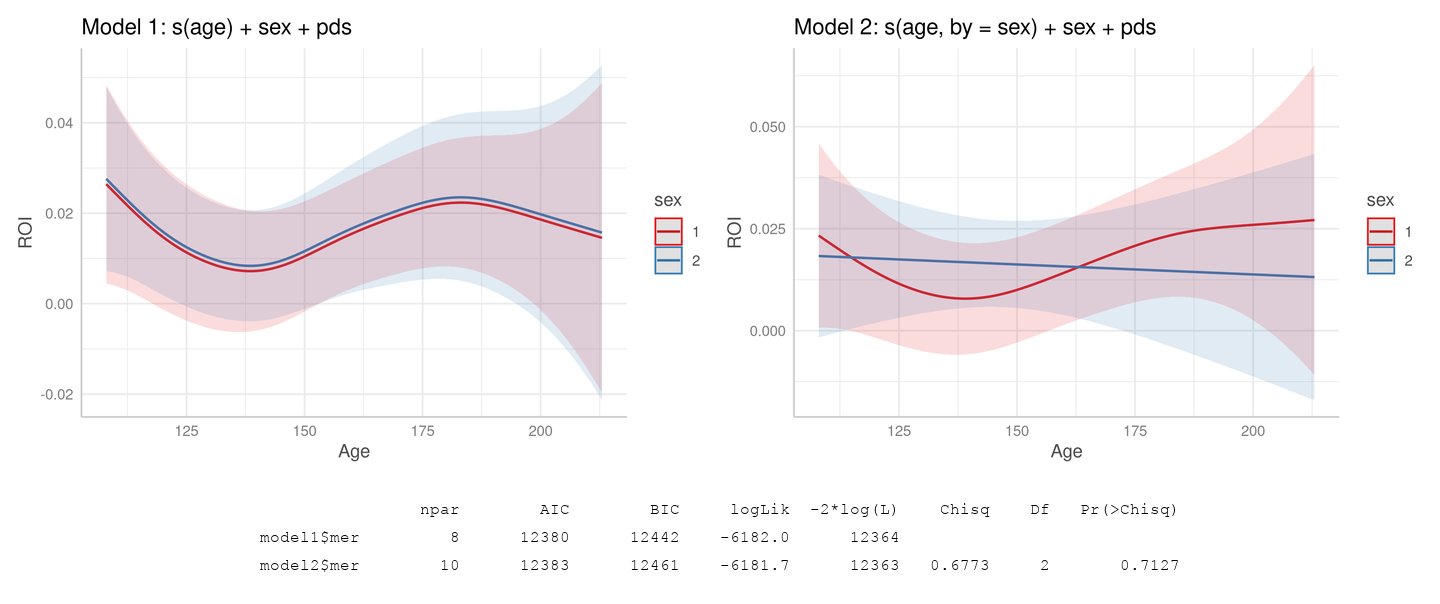 Model 1: s(age) + sex + pds
ROI
0.04
0.02
0.00
-0.02
125 150 175 200
Age
sex
1
2
Model 2: s(age, by = sex) + sex + pds
ROI
0.050
0.025
0.000
125 150 175 200
Age
sex
1
2
npar AIC BIC logLik -2*log(L) Chisq Df Pr(>Chisq)
model1$mer 8 12380 12442 -6182.0 12364
model2$mer 10 12383 12461 -6181.7 12363 0.6773 2 0.7127